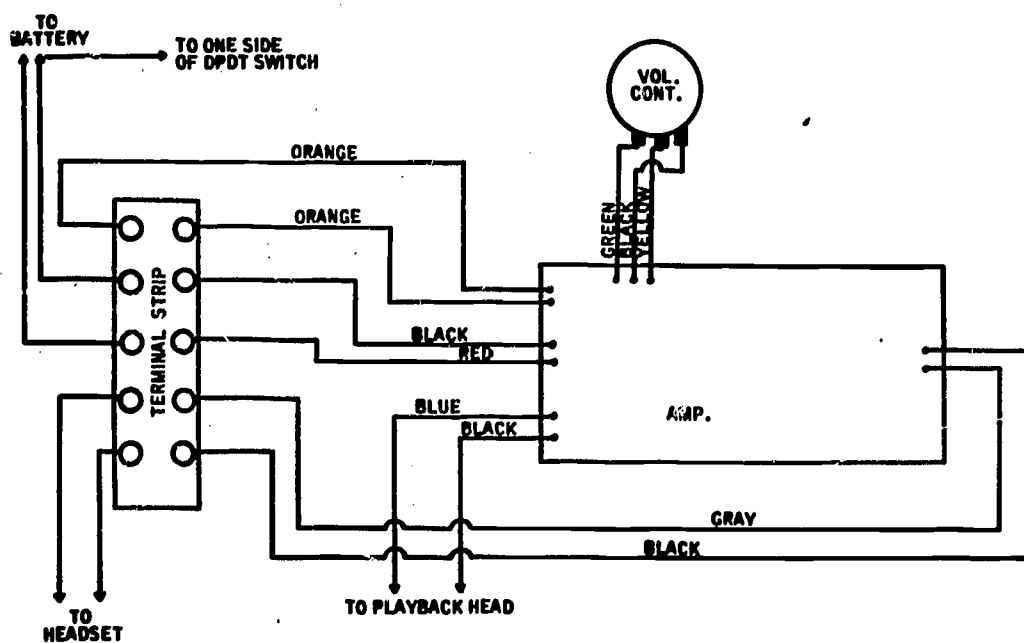 TO
BATTERY
TO ONE SIDE
OF DPDT SWITCH
VOL.
CONT.
ORANGE
ORANGE
GREEN
BLACK
YELLOW
TERMINAL STRIP
BLACK
RED
BLUE
BLACK
AMP.
GRAY
BLACK
TO PLAYBACK HEAD
TO
HEADSET